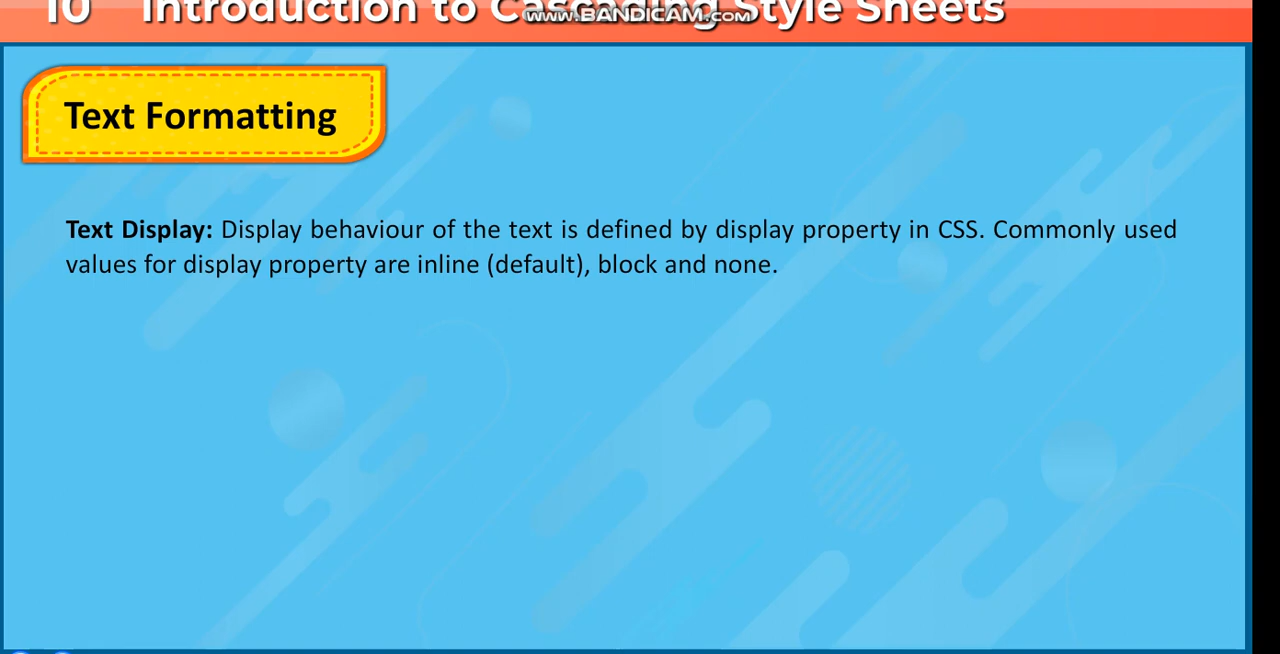 10 Introduction to Cascading Style Sheets
www.BANDICAM.com
Text Formatting
Text Display: Display behaviour of the text is defined by display property in CSS. Commonly used
values for display property are inline (default), block and none.